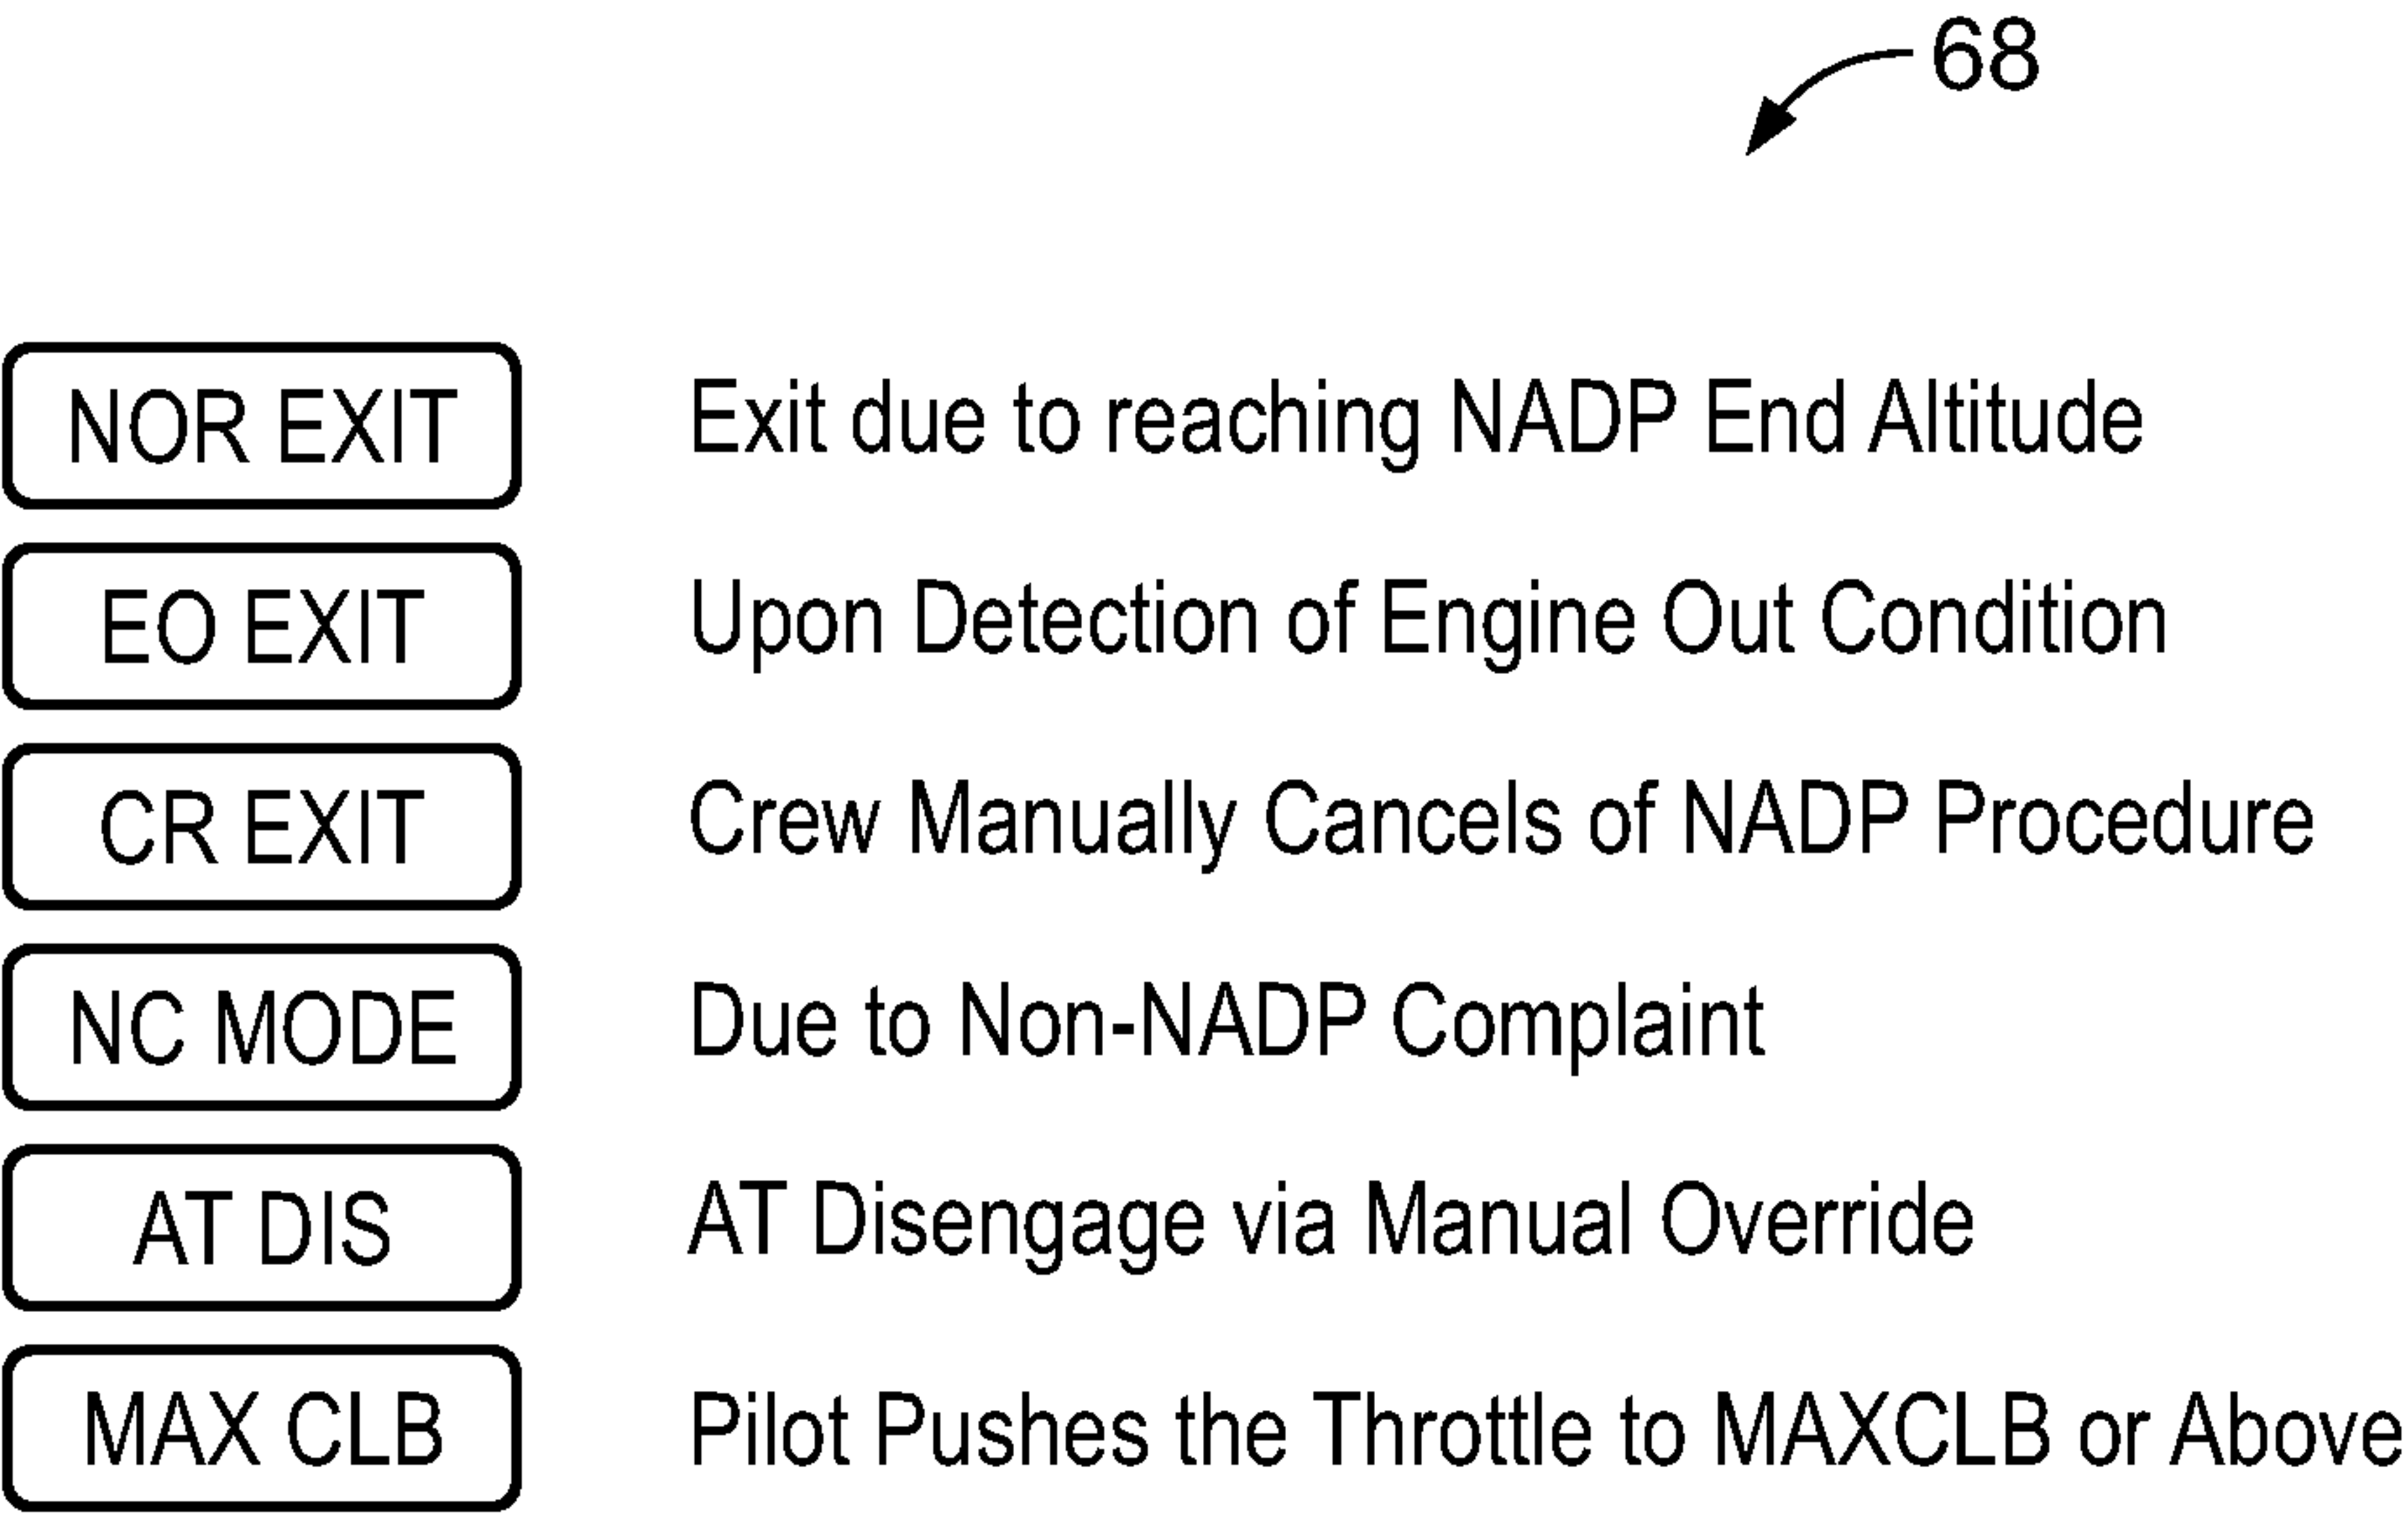 68
NOR EXIT Exit due to reaching NADP End Altitude
EO EXIT Upon Detection of Engine Out Condition
CR EXIT Crew Manually Cancels of NADP Procedure
NC MODE Due to Non-NADP Complaint
AT DIS AT Disengage via Manual Override
MAX CLB Pilot Pushes the Throttle to MAXCLB or Above